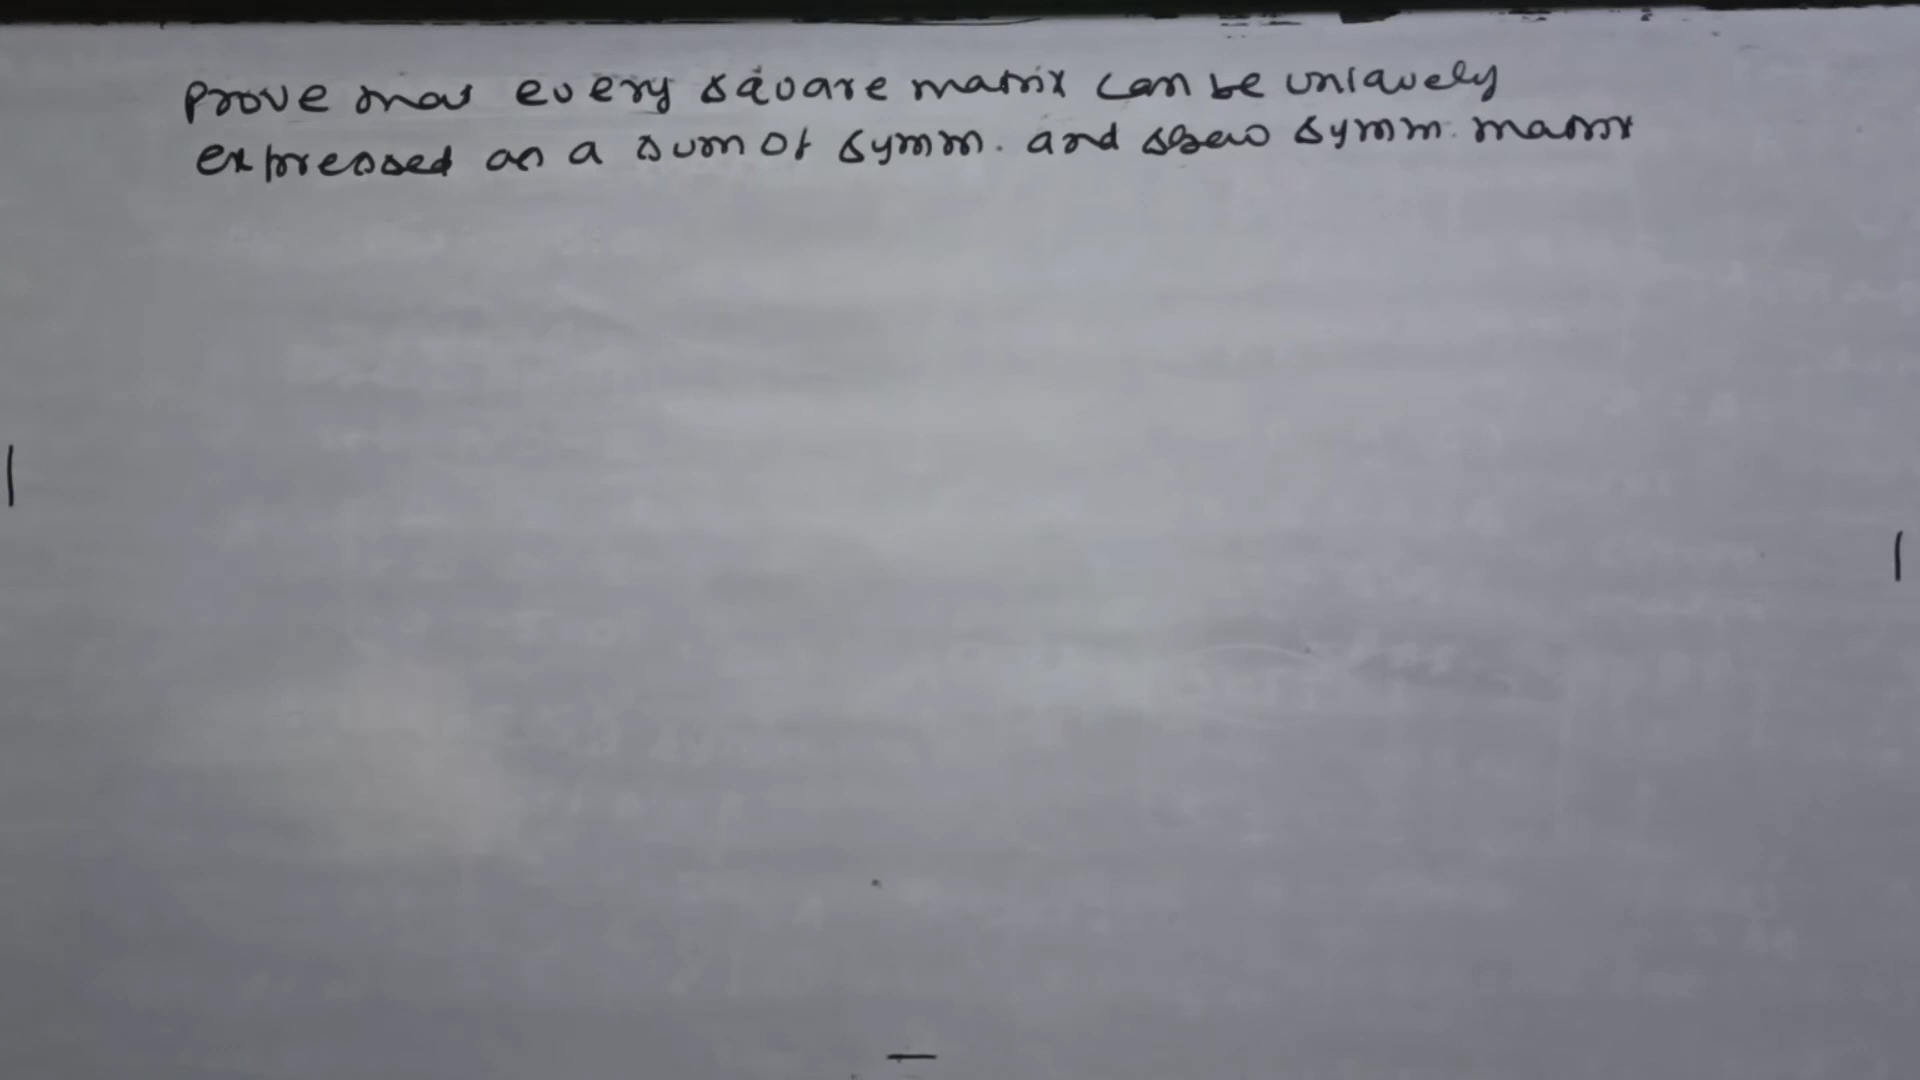 Prove that every square matrix can be uniquely
expressed as a sum of symm. and skew symm. matrix